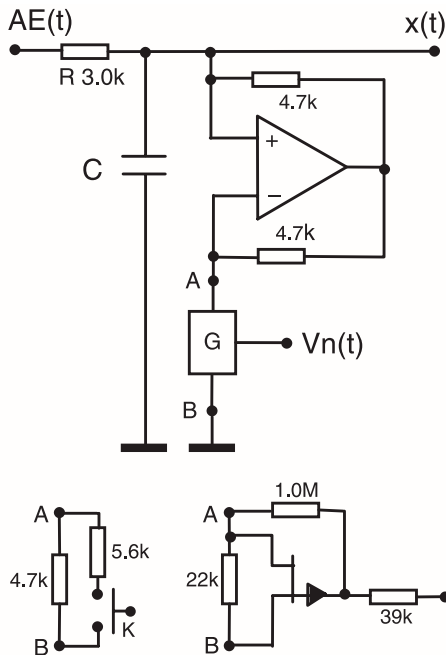 AE(t)
x(t)
R 3.0k
4.7k
C
+
−
4.7k
A
G
Vn(t)
B
A
1.0M
A
5.6k
4.7k
22k
K
39k
B
B